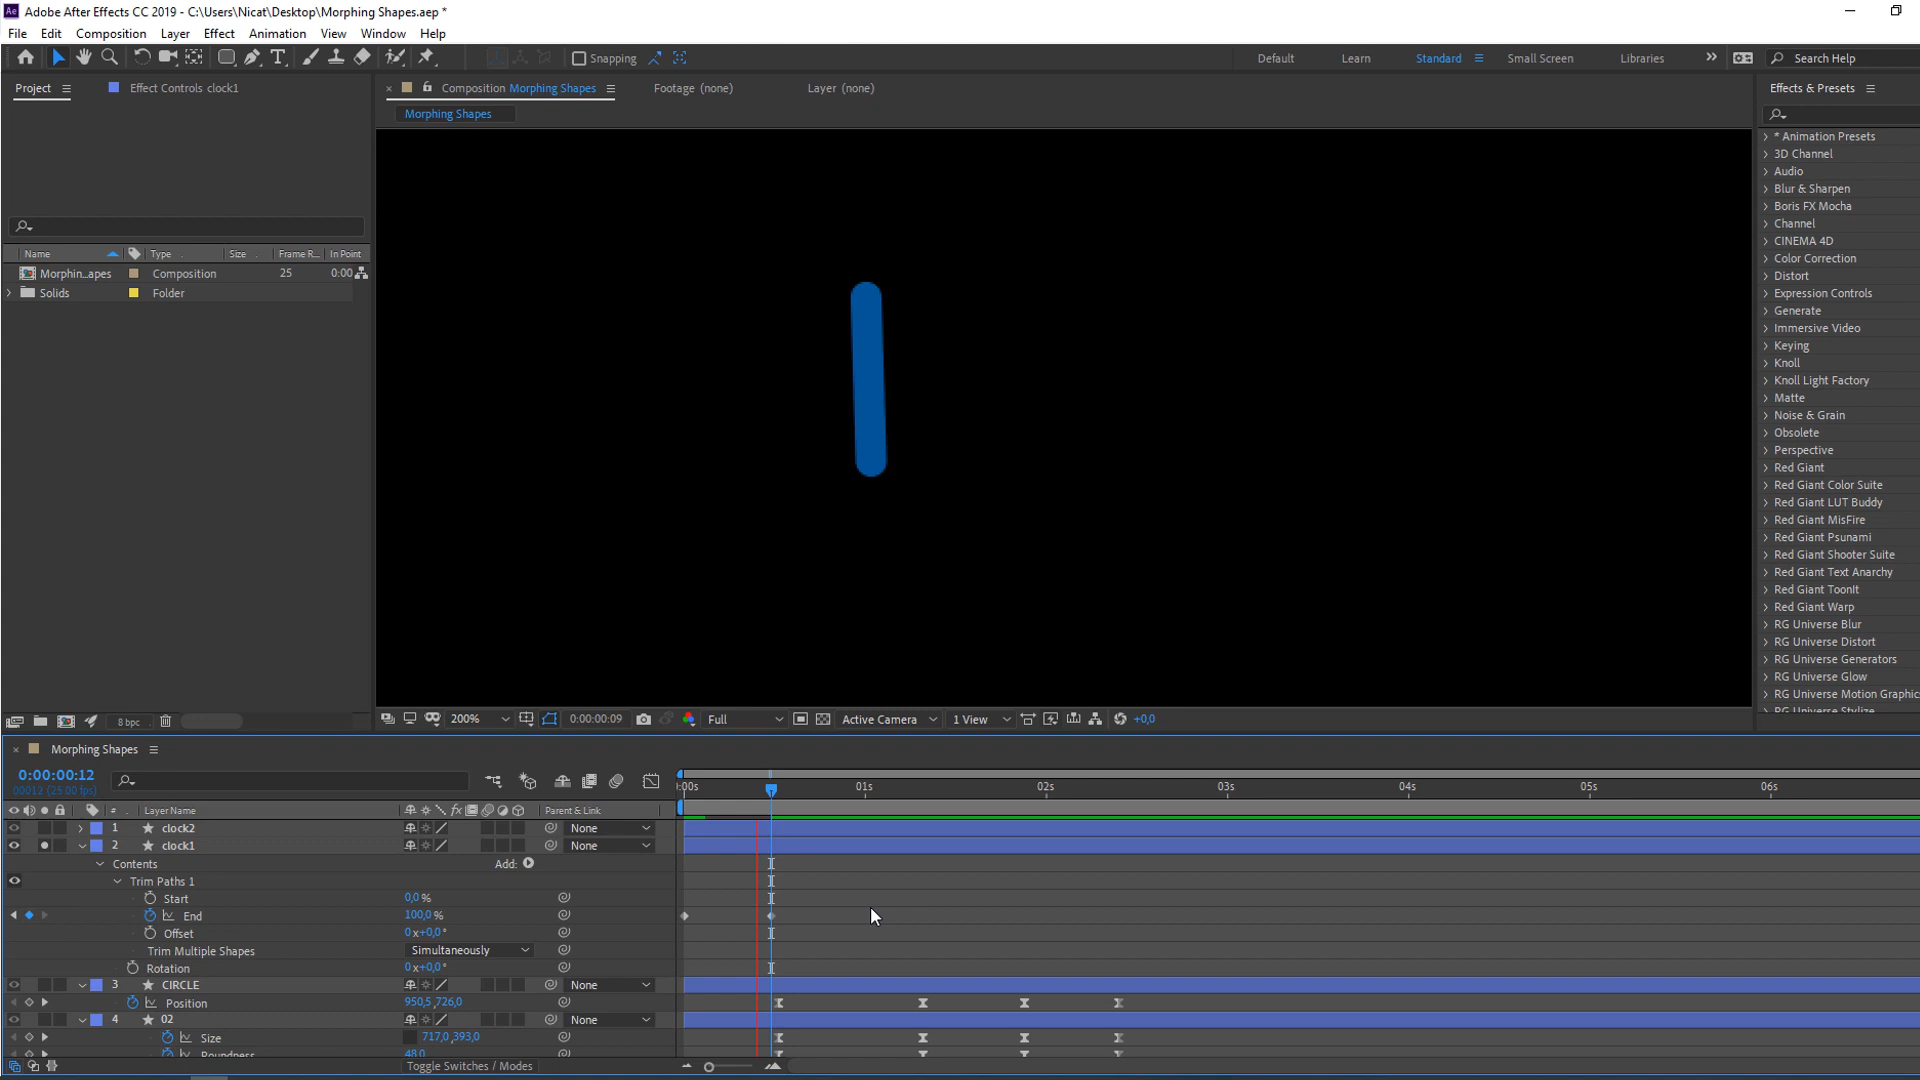 Ae Adobe After Effects CC 2019 - C:\Users\Nicat\Desktop\Morphing Shapes.aep *
File Edit Composition Layer Effect Animation View Window Help
Snapping Default Learn Standard Small Screen Libraries Search Help
Project Effect Controls clock1 Composition Morphing Shapes Footage (none) Layer (none) Effects & Presets
Morphing Shapes
* Animation Presets
3D Channel
Audio
Blur & Sharpen
Boris FX Mocha
Channel
CINEMA 4D
Color Correction
Distort
Expression Controls
Generate
Immersive Video
Keying
Knoll
Knoll Light Factory
Matte
Noise & Grain
Obsolete
Perspective
Red Giant
Red Giant Color Suite
Red Giant LUT Buddy
Red Giant MisFire
Red Giant Psunami
Red Giant Shooter Suite
Red Giant Text Anarchy
Red Giant ToonIt
Red Giant Warp
RG Universe Blur
RG Universe Distort
RG Universe Generators
RG Universe Glow
RG Universe Motion Graphics
RG Universe Stylize
Name Type Size Frame R... In Point
Morphin...apes Composition 25 0:00
Solids Folder
8 bpc 200% 0:00:00:09 Full Active Camera 1 View +0,0
Morphing Shapes
0:00:00:12
00012 (25.00 fps)
:00s 01s 02s 03s 04s 05s 06s
# Layer Name fx Parent & Link
1 clock2 None
2 clock1 None
Contents Add:
Trim Paths 1
Start 0,0 %
End 100,0 %
Offset 0 x+0,0°
Trim Multiple Shapes Simultaneously
Rotation 0 x+0,0°
3 CIRCLE None
Position 950,5 ,726,0
4 02 None
Size 717,0 ,393,0
Roundness 48,0
Toggle Switches / Modes